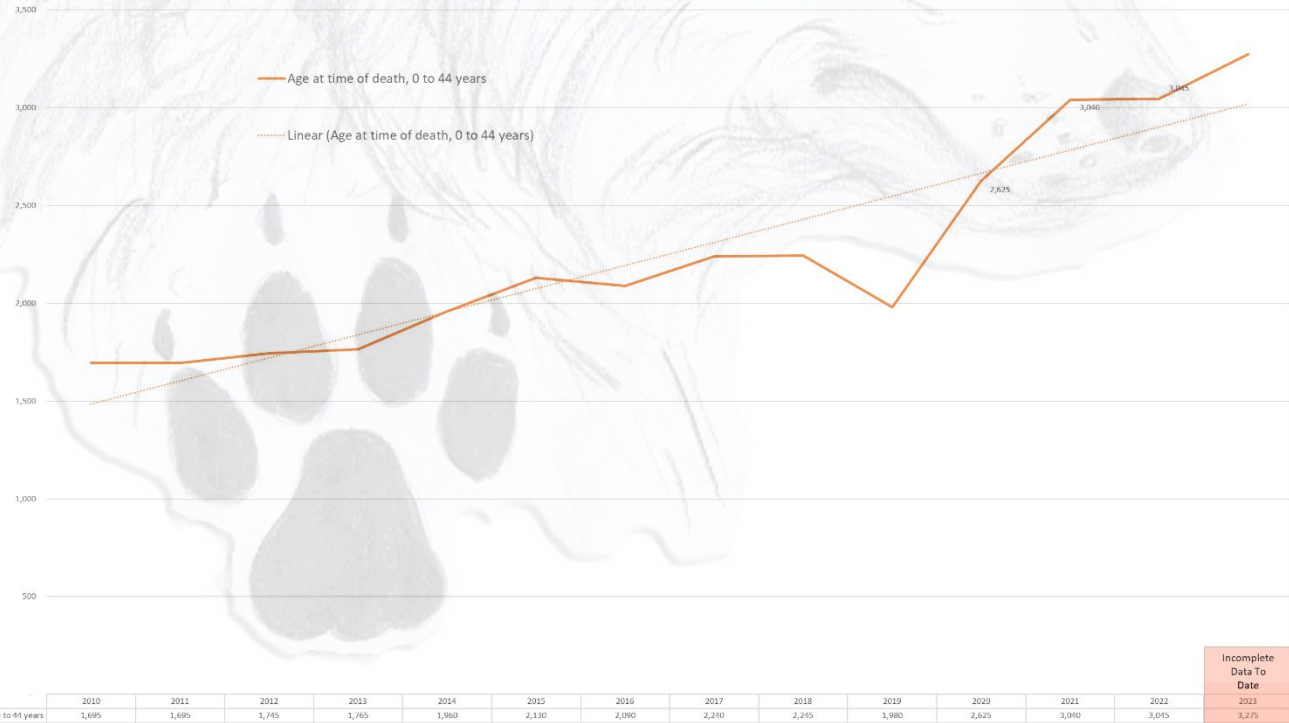 3,500
Age at time of death, 0 to 44 years
3,000
3,045
3,040
Linear (Age at time of death, 0 to 44 years)
2,500
2,625
2,000
1,500
1,000
500
Incomplete
Data To
Date
2010 2011 2012 2013 2014 2015 2016 2017 2018 2019 2020 2021 2022 2023
to 44 years 1,695 1,695 1,745 1,765 1,960 2,130 2,090 2,240 2,245 1,980 2,625 3,040 3,045 3,275